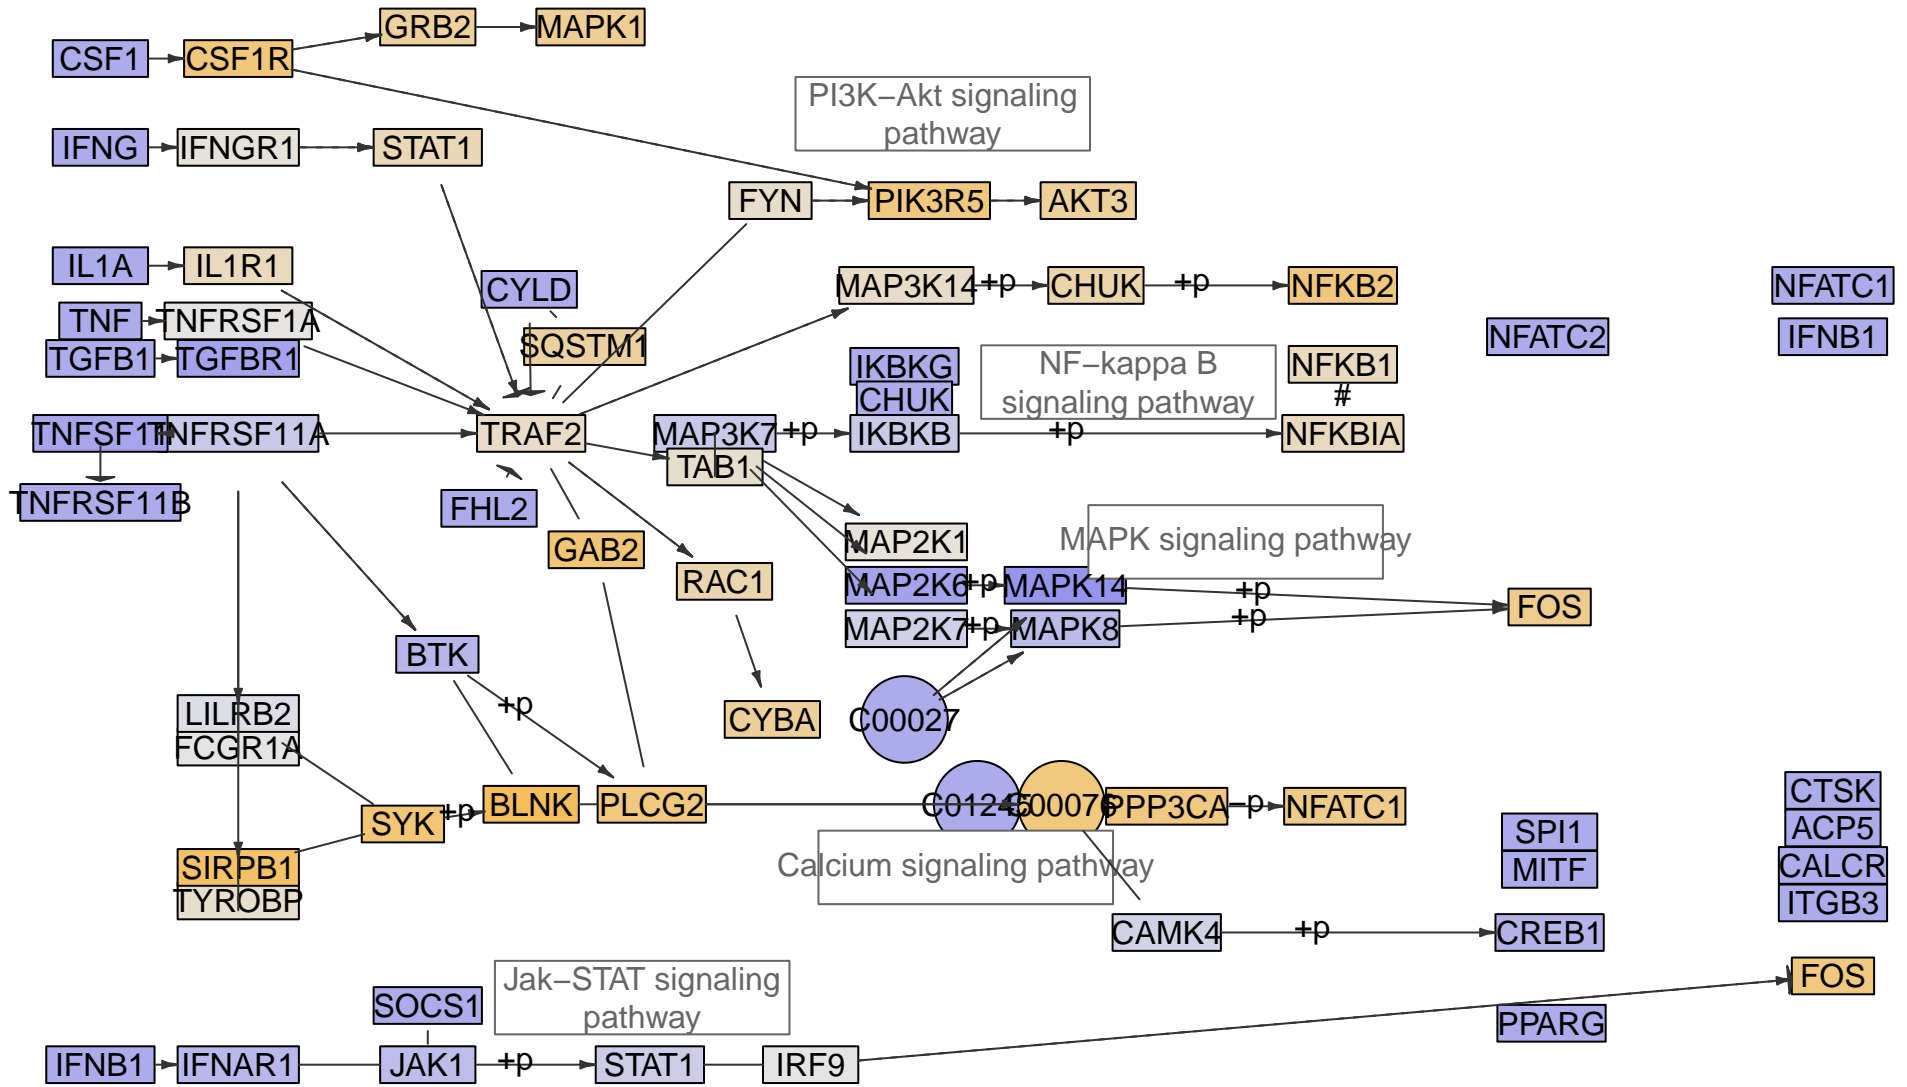 GRB2
MAPK1
CSF1
CSF1R
PI3K–Akt signaling
pathway
IFNG
IFNGR1
STAT1
FYN
PIK3R5
AKT3
IL1A
IL1R1
CYLD
MAP3K14
+p
CHUK
+p
NFKB2
NFATC1
TNF
TNFRSF1A
SQSTM1
NFATC2
IFNB1
TGFB1
TGFBR1
IKBKG
NF–kappa B
signaling pathway
NFKB1
#
CHUK
TNFRSF11A
TRAF2
MAP3K7
+p
IKBKB
+p
NFKBIA
TAB1
TNFRSF11B
FHL2
GAB2
MAP2K1
MAPK signaling pathway
RAC1
MAP2K6
+p
MAPK14
+p
FOS
MAP2K7
+p
MAPK8
+p
BTK
LILRB2
+p
CYBA
C00027
FCGR1A
SYK
+p
BLNK
PLCG2
C00076
PPP3CA
–p
NFATC1
CTSK
SPI1
ACP5
SIRPB1
Calcium signaling pathway
MITF
CALCR
TYROBP
ITGB3
CAMK4
+p
CREB1
Jak–STAT signaling
pathway
FOS
SOCS1
PPARG
IFNB1
IFNAR1
JAK1
+p
STAT1
IRF9